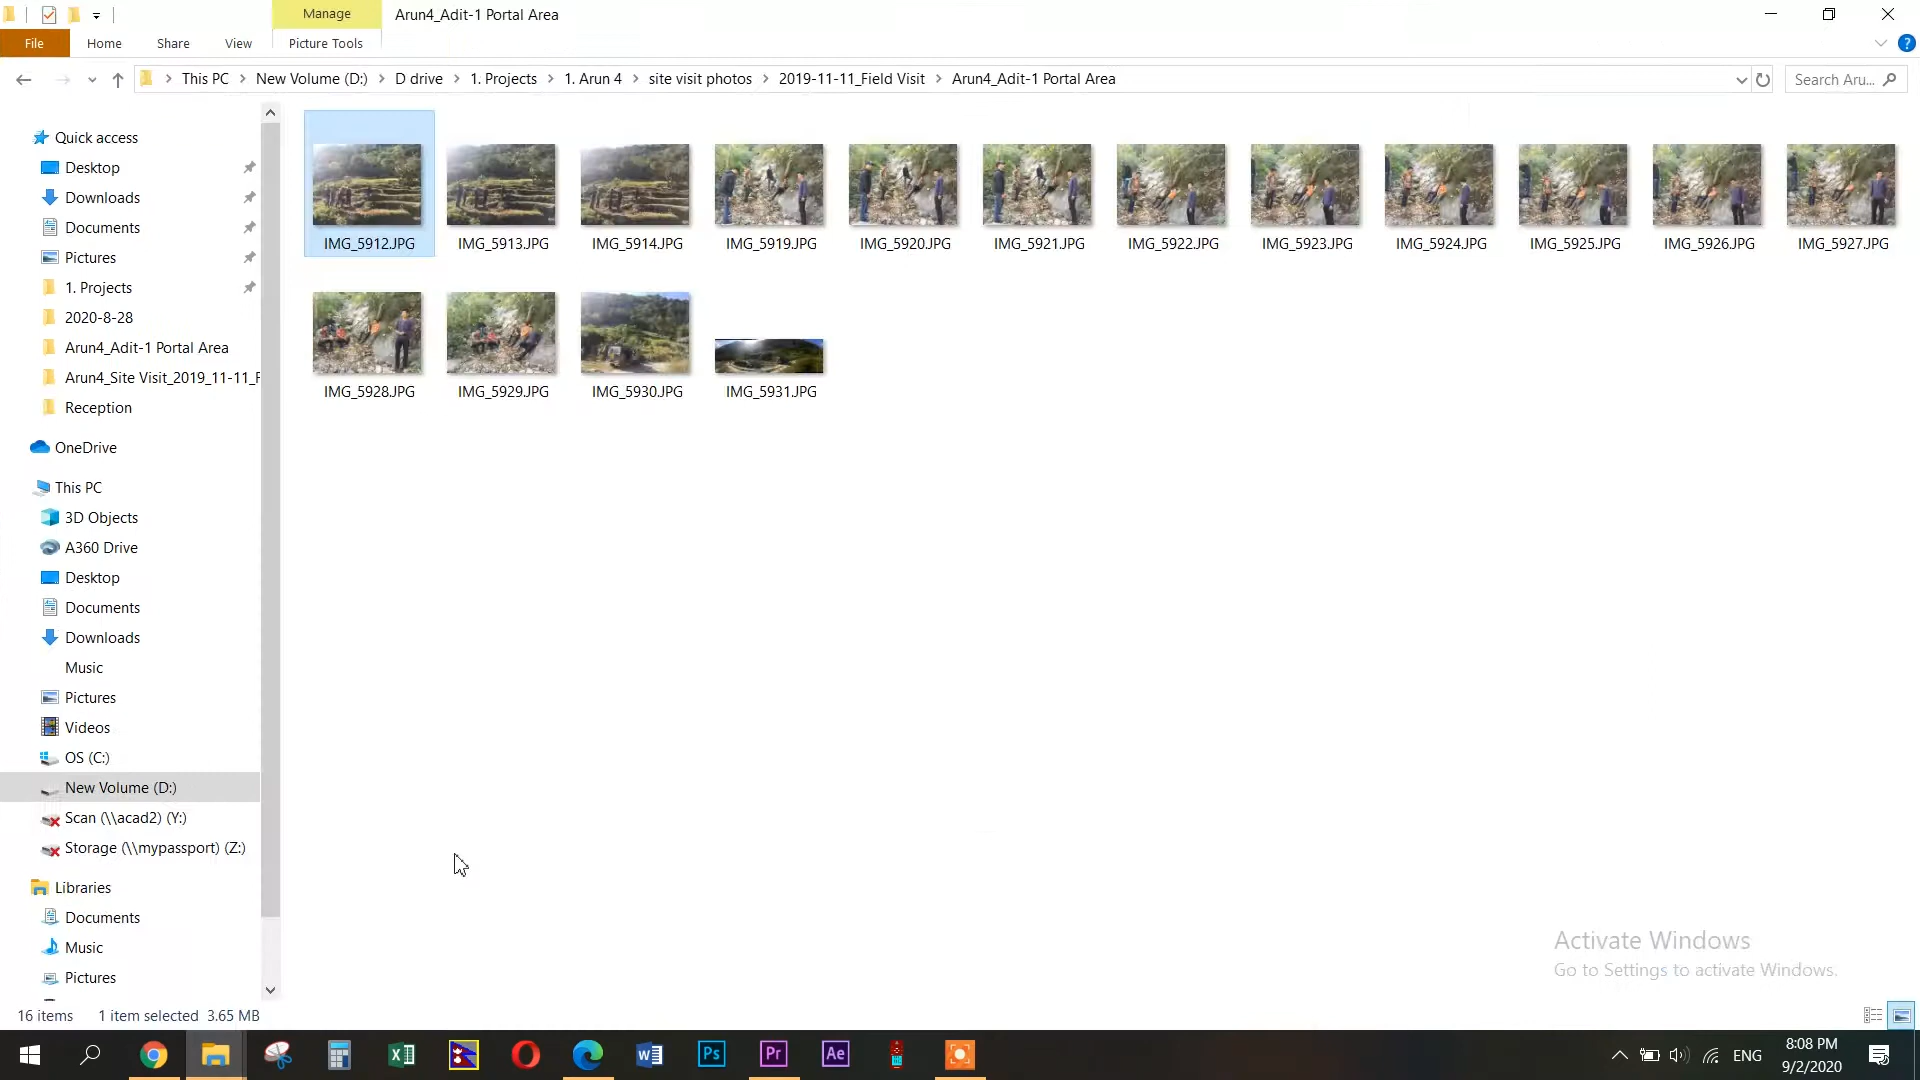 Manage
Arun4_Adit-1 Portal Area
File
Home
Share
View
Picture Tools
This PC
New Volume (D:)
D drive
1. Projects
1. Arun 4
site visit photos
2019-11-11_Field Visit
Arun4_Adit-1 Portal Area
Search Aru...
Quick access
Desktop
Downloads
Documents
Pictures
1. Projects
2020-8-28
Arun4_Adit-1 Portal Area
Arun4_Site Visit_2019_11-11_F
Reception
OneDrive
This PC
3D Objects
A360 Drive
Desktop
Documents
Downloads
Music
Pictures
Videos
OS (C:)
New Volume (D:)
Scan (\\acad2) (Y:)
Storage (\\mypassport) (Z:)
Libraries
Documents
Music
Pictures
IMG_5912.JPG
IMG_5913.JPG
IMG_5914.JPG
IMG_5919.JPG
IMG_5920.JPG
IMG_5921.JPG
IMG_5922.JPG
IMG_5923.JPG
IMG_5924.JPG
IMG_5925.JPG
IMG_5926.JPG
IMG_5927.JPG
IMG_5928.JPG
IMG_5929.JPG
IMG_5930.JPG
IMG_5931.JPG
Activate Windows
Go to Settings to activate Windows.
16 items
1 item selected 3.65 MB
Ps
Pr
Ae
ENG
8:08 PM
9/2/2020